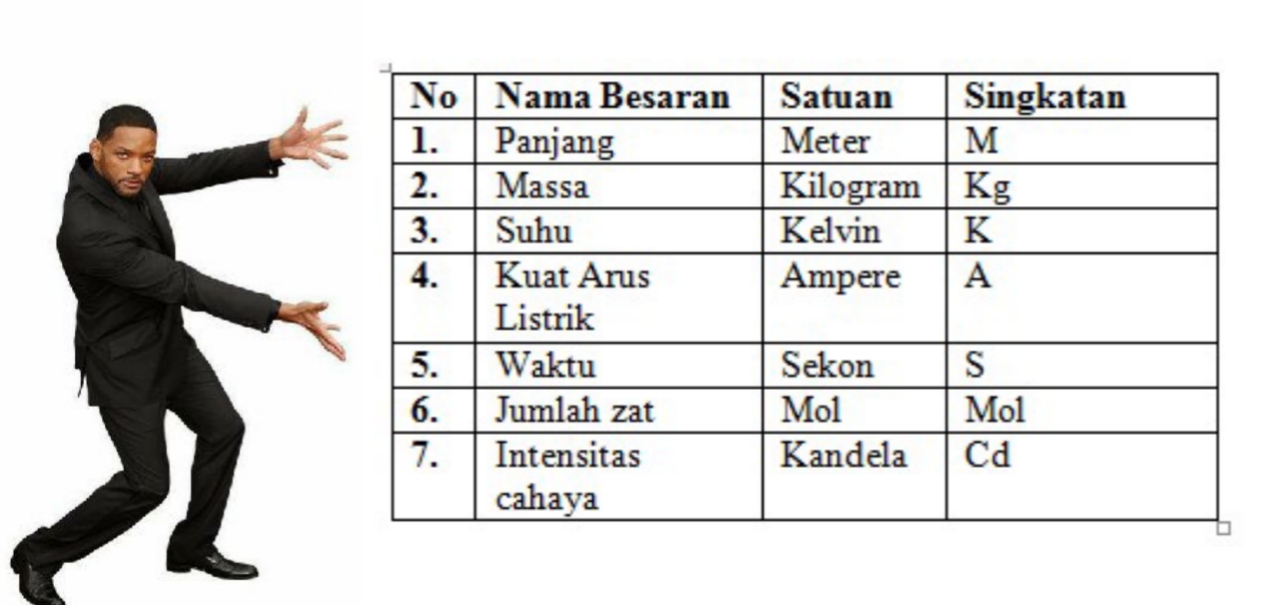 No Nama Besaran Satuan Singkatan
1. Panjang Meter M
2. Massa Kilogram Kg
3. Suhu Kelvin K
4. Kuat Arus Ampere A
Listrik
5. Waktu Sekon S
6. Jumlah zat Mol Mol
7. Intensitas Kandela Cd
cahaya